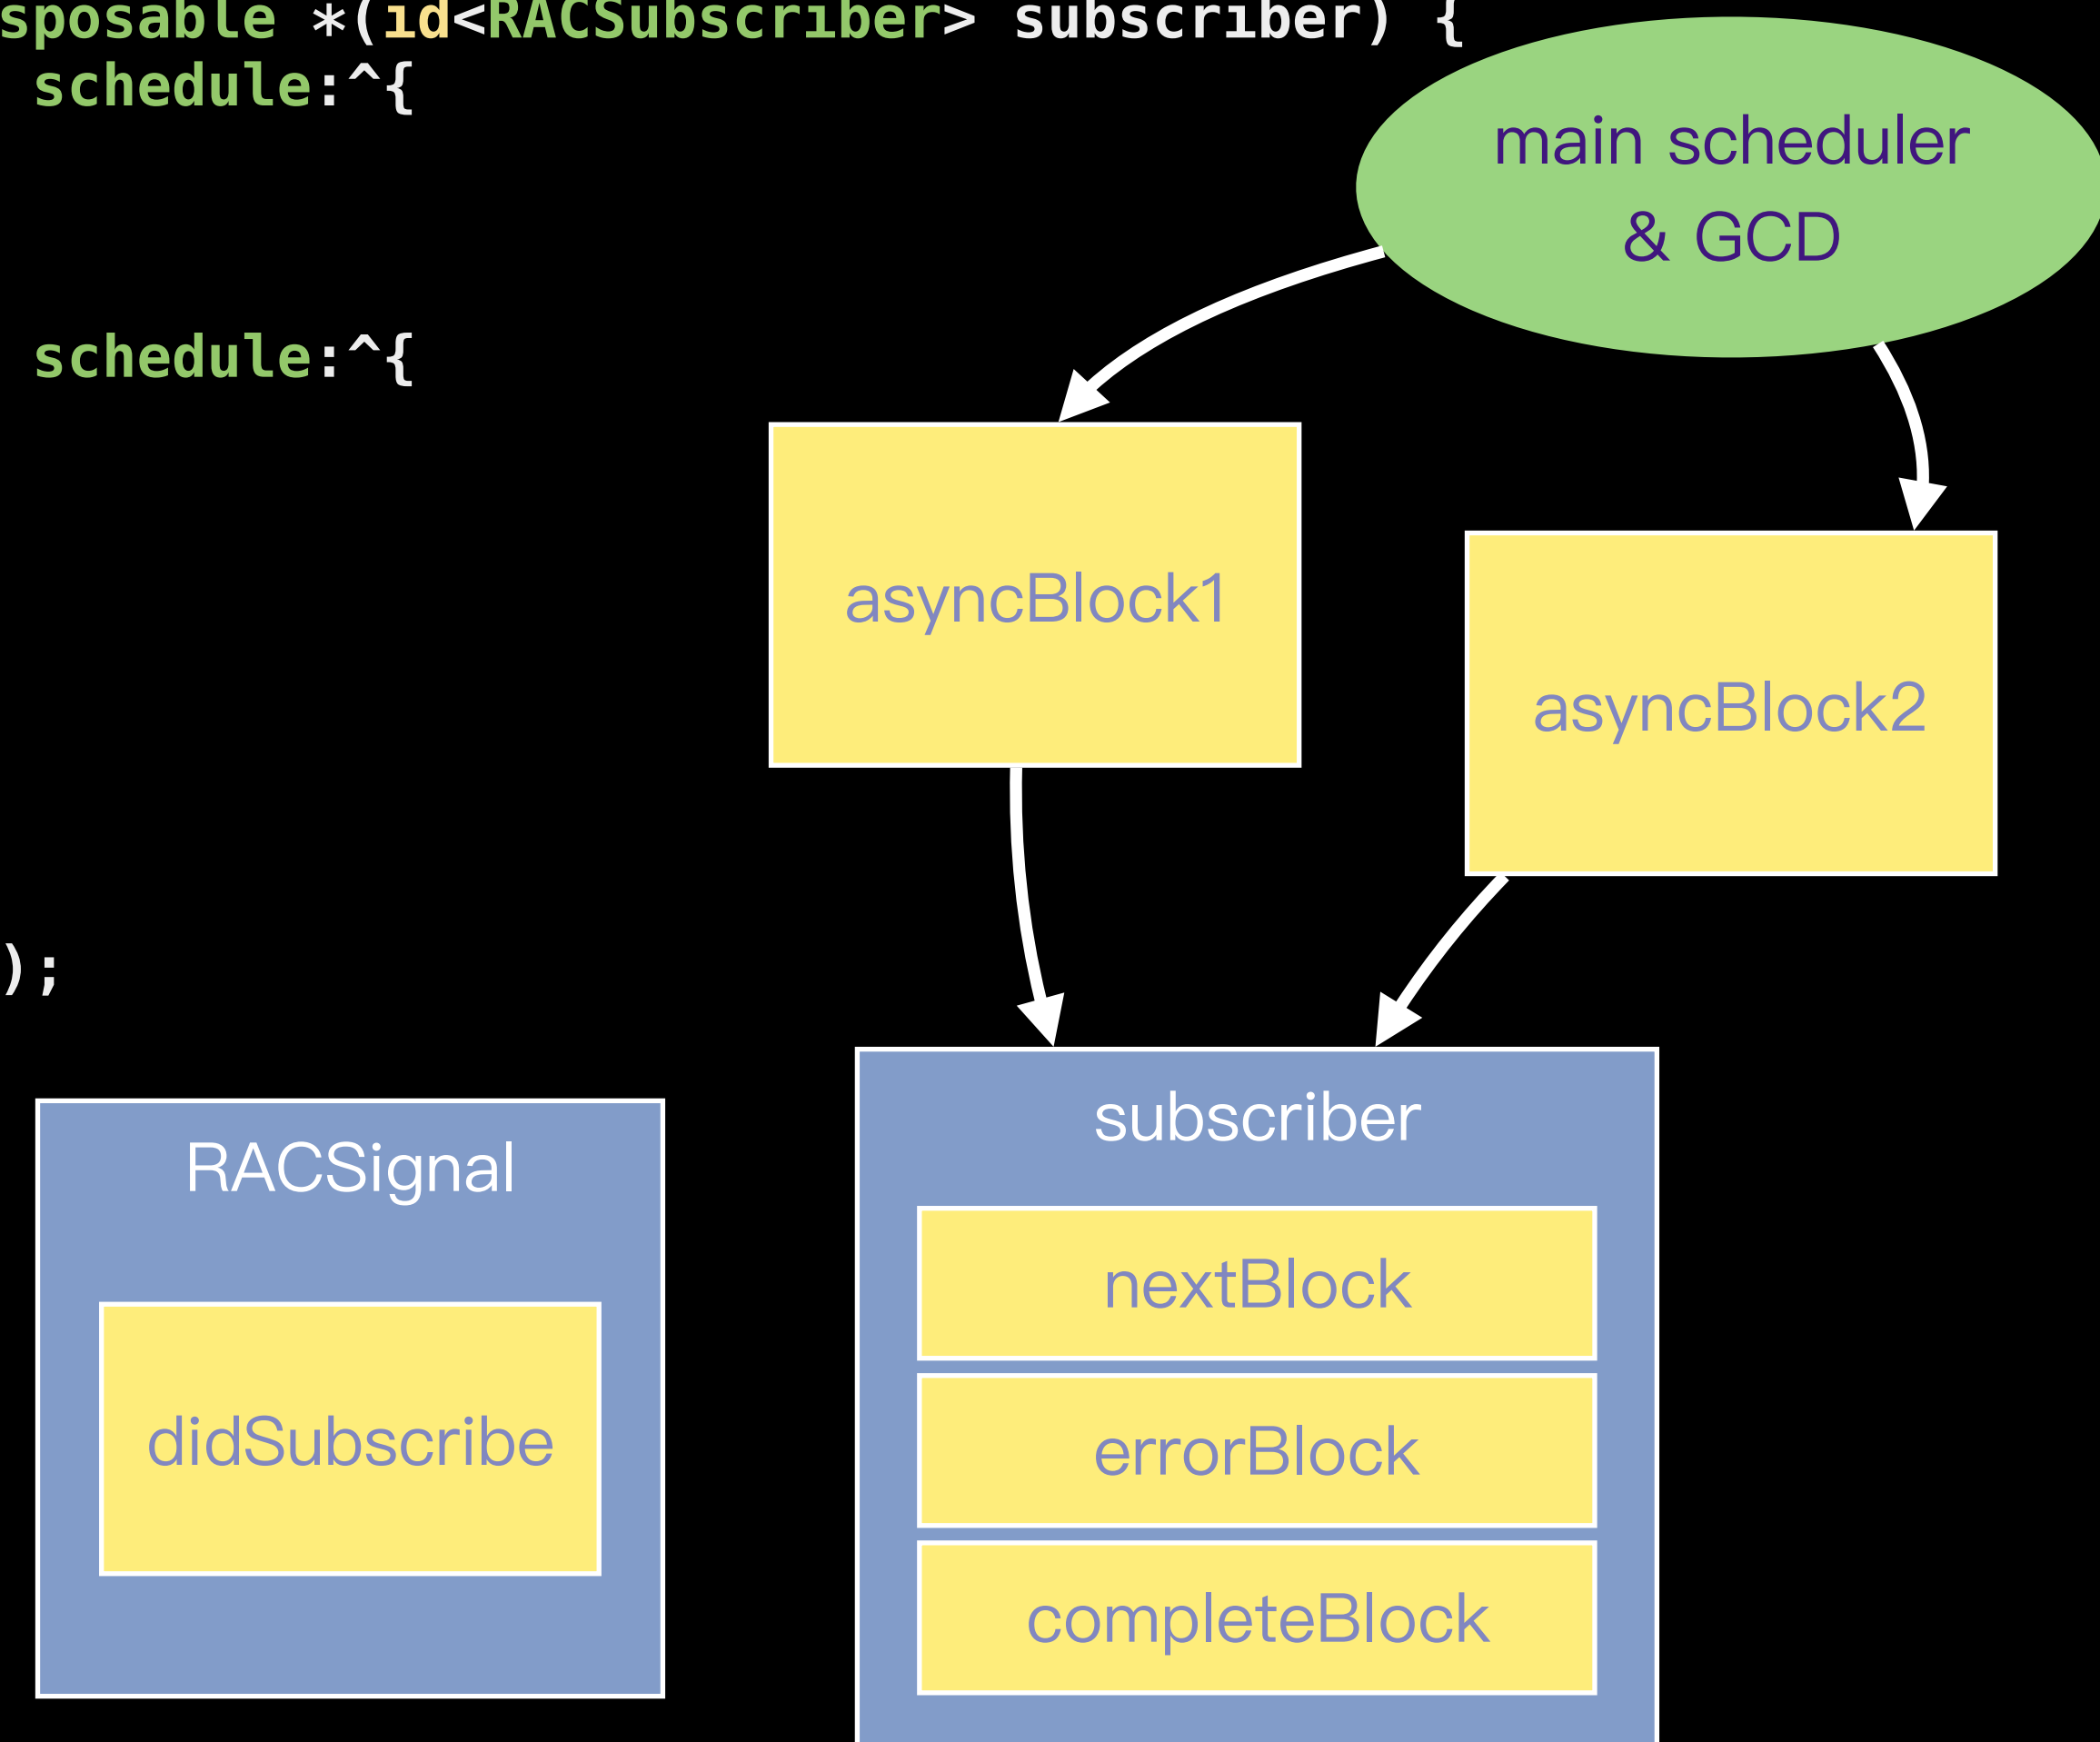 sposable *(id<RACSubscriber> subscriber) {
schedule:^{
main scheduler
& GCD
schedule:^{
asyncBlock1
asyncBlock2
);
subscriber
RACSignal
nextBlock
didSubscribe
errorBlock
completeBlock